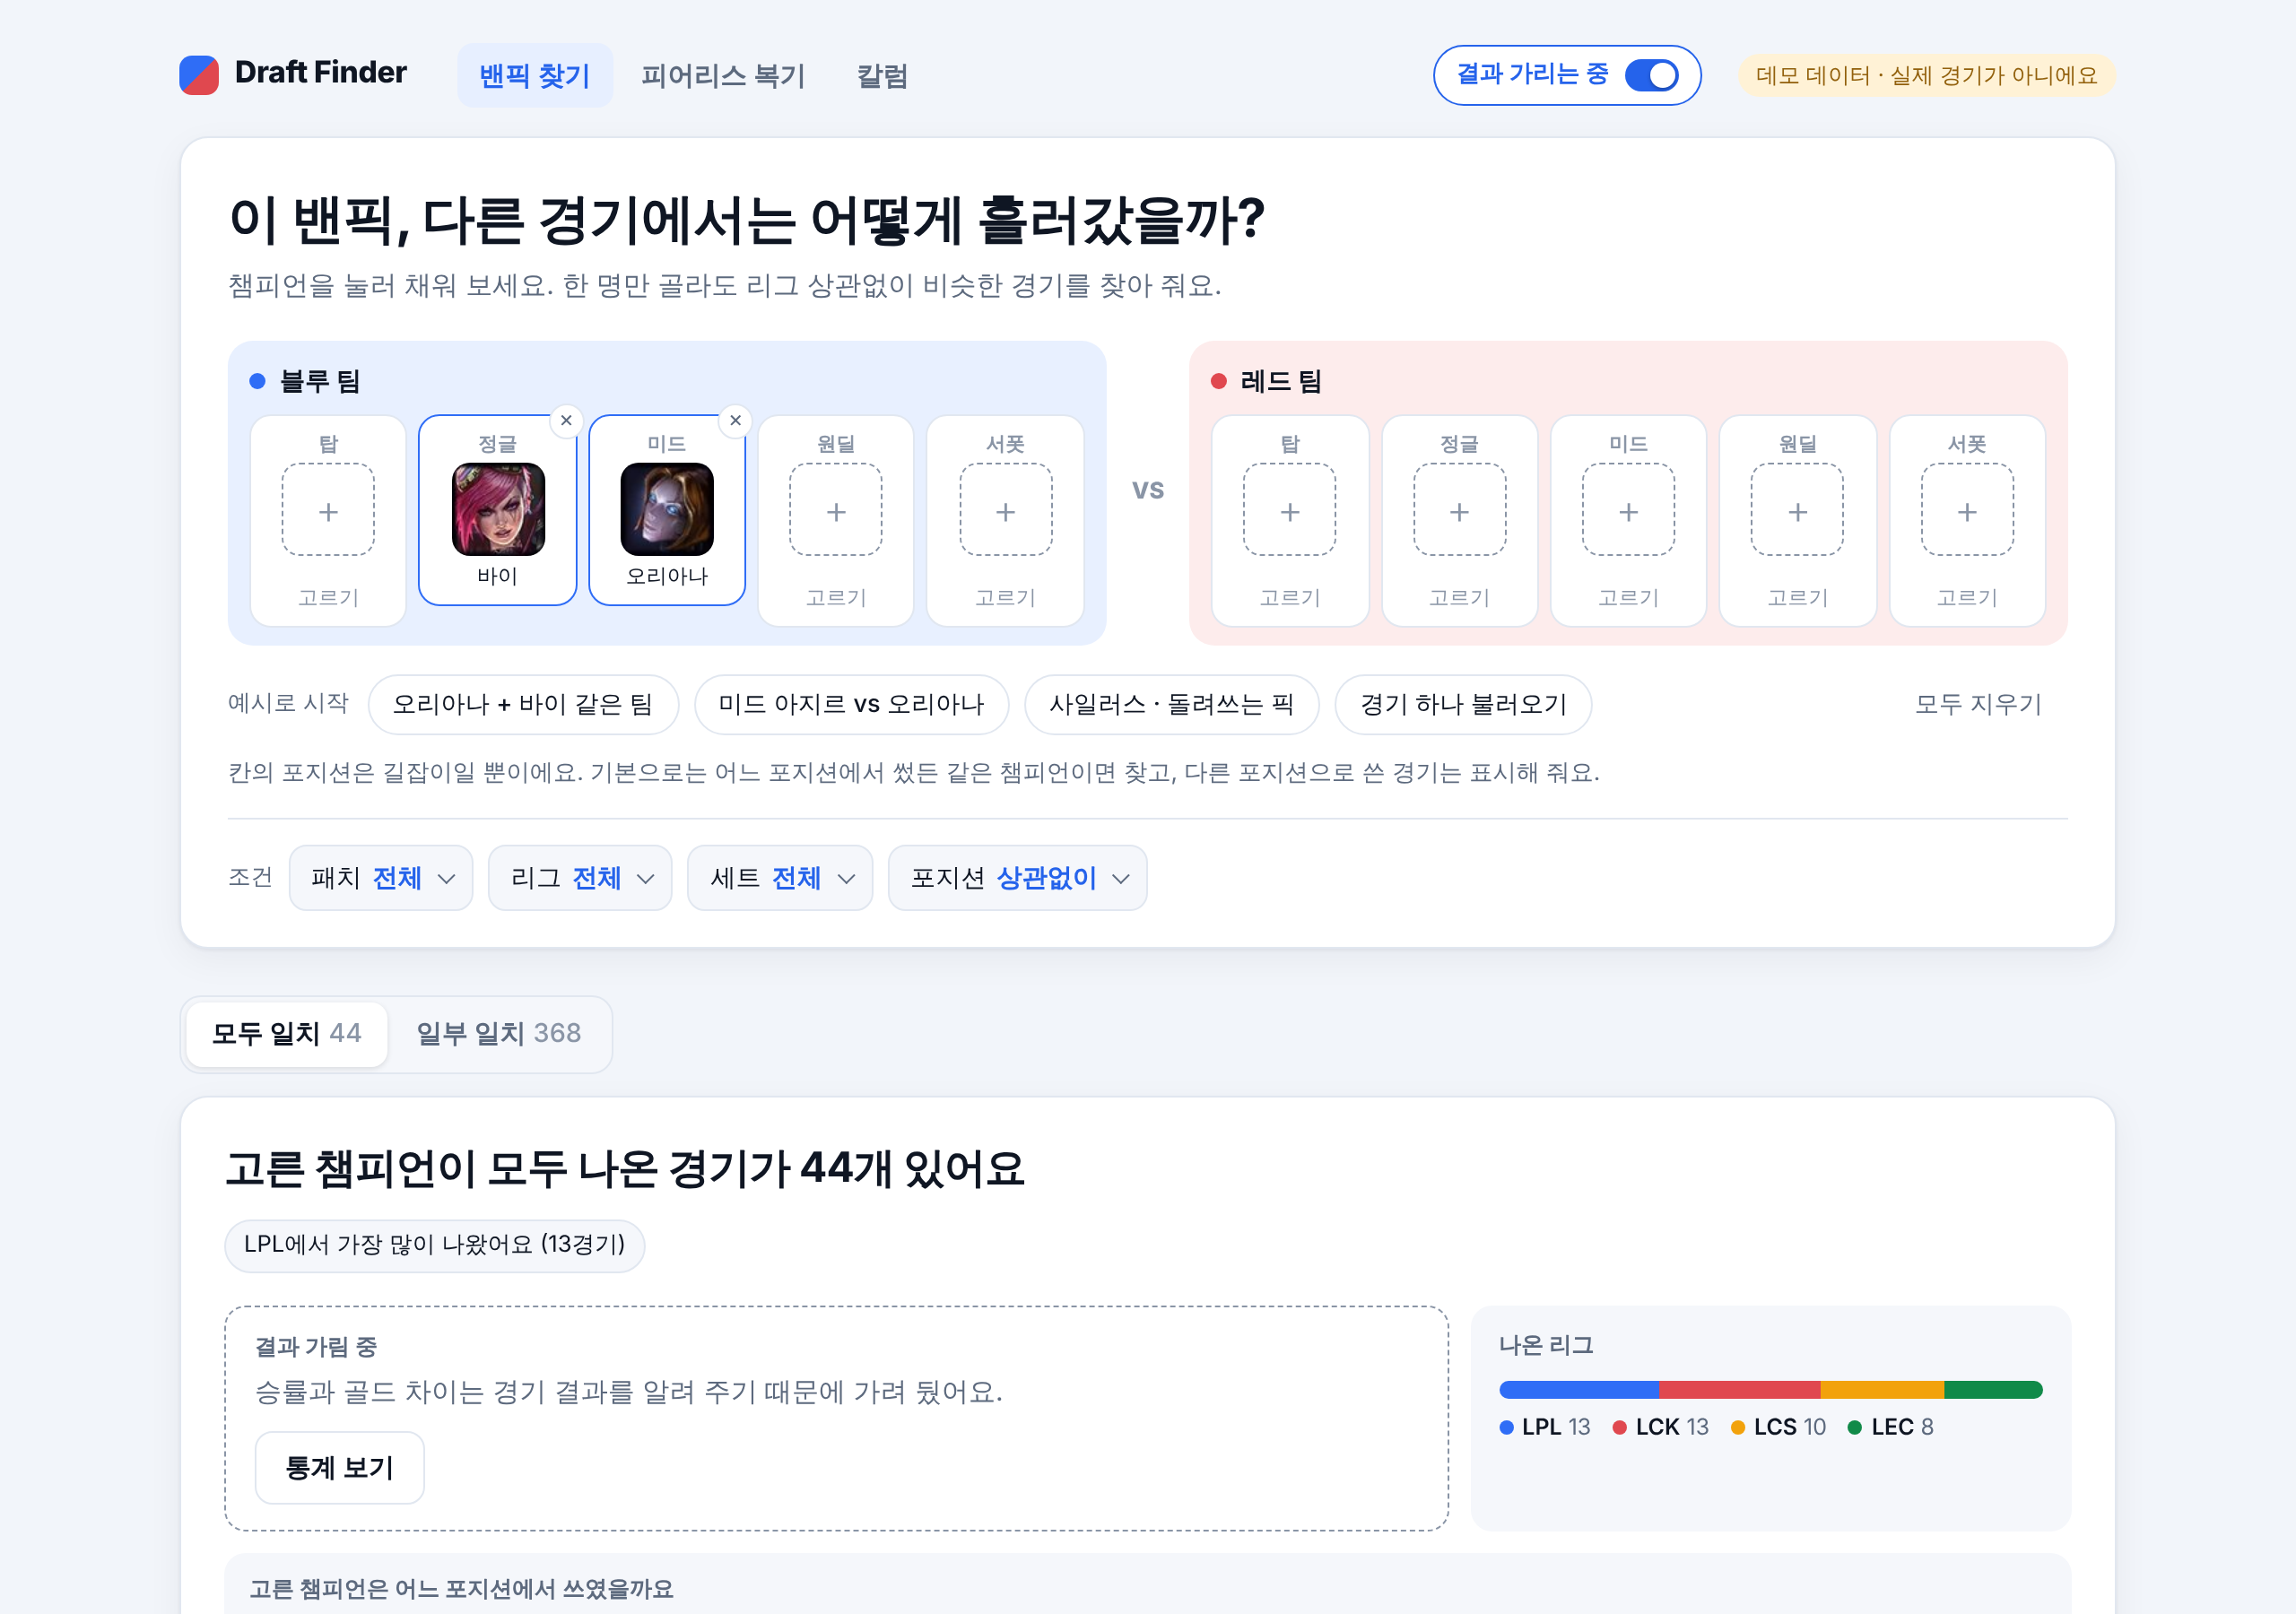 Draft Finder
밴픽 찾기
피어리스 복기
칼럼
결과 가리는 중
데모 데이터 · 실제 경기가 아니에요
이 밴픽, 다른 경기에서는 어떻게 흘러갔을까?
챔피언을 눌러 채워 보세요. 한 명만 골라도 리그 상관없이 비슷한 경기를 찾아 줘요.
블루 팀
탑
+
고르기
정글
×
바이
미드
×
오리아나
원딜
+
고르기
서폿
+
고르기
VS
레드 팀
탑
+
고르기
정글
+
고르기
미드
+
고르기
원딜
+
고르기
서폿
+
고르기
예시로 시작
오리아나 + 바이 같은 팀
미드 아지르 vs 오리아나
사일러스 · 돌려쓰는 픽
경기 하나 불러오기
모두 지우기
칸의 포지션은 길잡이일 뿐이에요. 기본으로는 어느 포지션에서 썼든 같은 챔피언이면 찾고, 다른 포지션으로 쓴 경기는 표시해 줘요.
조건
패치 전체
리그 전체
세트 전체
포지션 상관없이
모두 일치 44
일부 일치 368
고른 챔피언이 모두 나온 경기가 44개 있어요
LPL에서 가장 많이 나왔어요 (13경기)
결과 가림 중
승률과 골드 차이는 경기 결과를 알려 주기 때문에 가려 뒀어요.
통계 보기
나온 리그
LPL 13
LCK 13
LCS 10
LEC 8
고른 챔피언은 어느 포지션에서 쓰였을까요